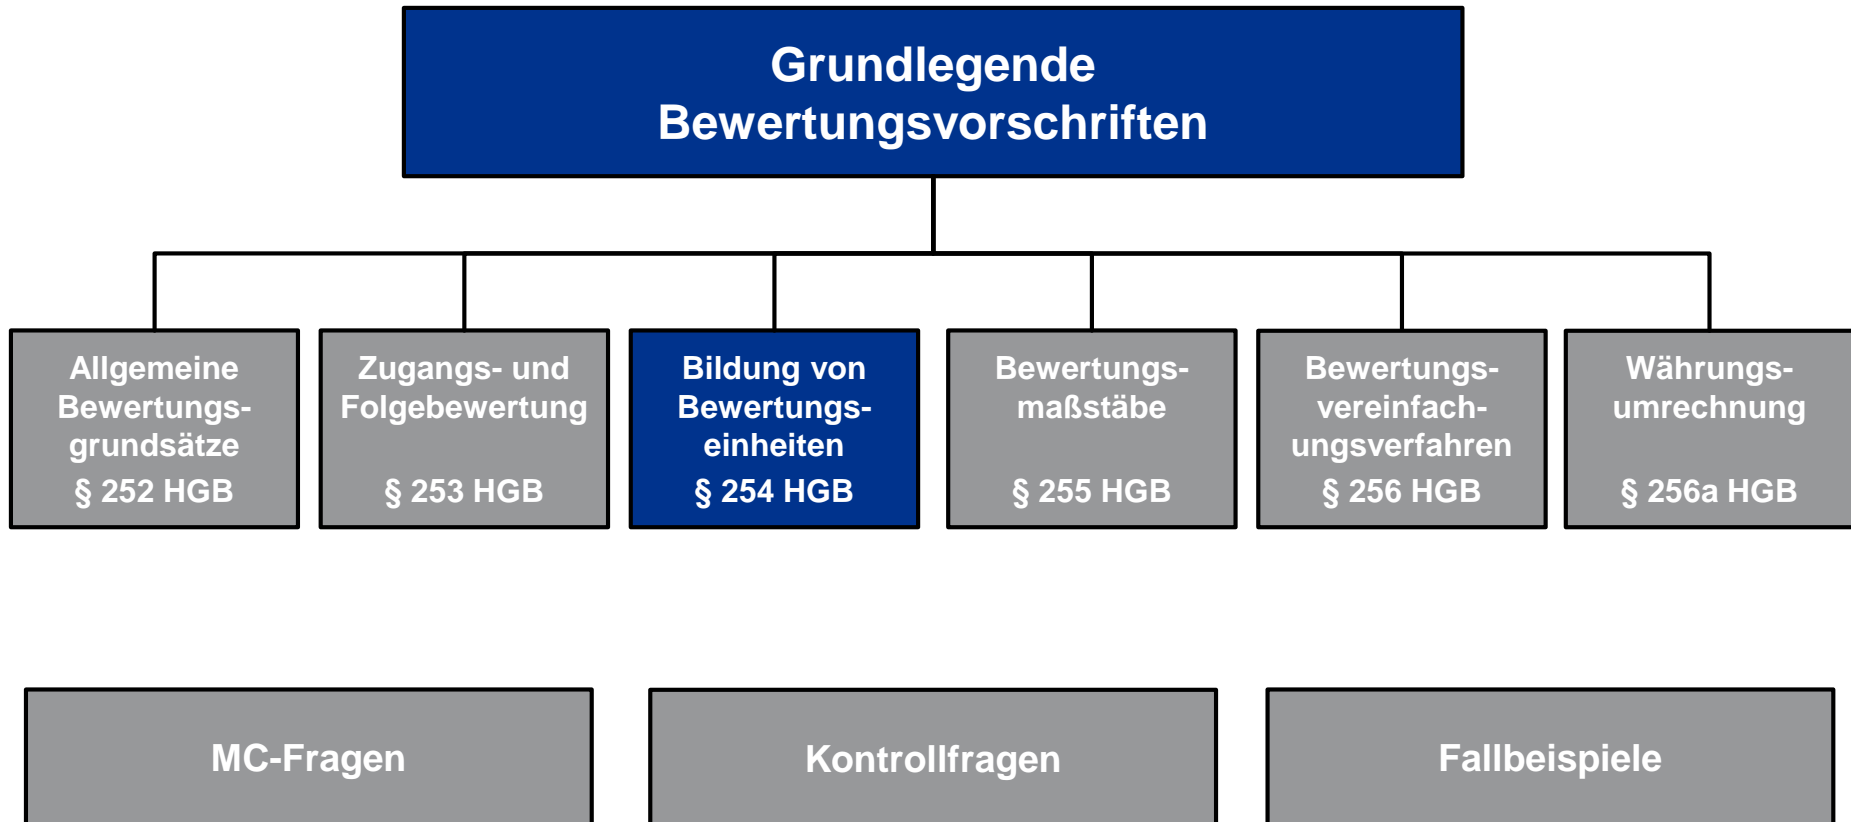 Grundlegende
Bewertungsvorschriften
Allgemeine
Bewertungs-
grundsätze
§ 252 HGB
Zugangs- und
Folgebewertung
§ 253 HGB
Bildung von
Bewertungs-
einheiten
§ 254 HGB
Bewertungs-
maßstäbe
§ 255 HGB
Bewertungs-
vereinfach-
ungsverfahren
§ 256 HGB
Währungs-
umrechnung
§ 256a HGB
MC-Fragen
Kontrollfragen
Fallbeispiele